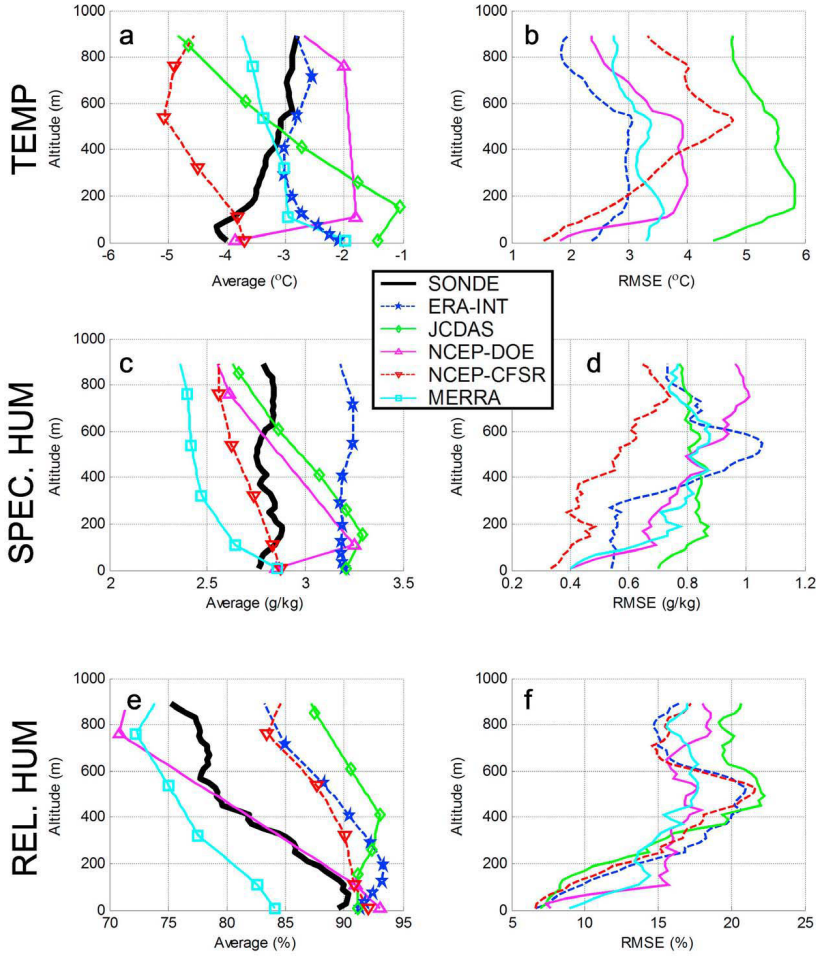 TEMP
a
Altitude (m)
1000
800
600
400
200
0
-6 -5 -4 -3 -2 -1
Average (°C)
b
Altitude (m)
1000
800
600
400
200
0
1 2 3 4 5 6
RMSE (°C)
SONDE
ERA-INT
JCDAS
NCEP-DOE
NCEP-CFSR
MERRA
SPEC. HUM
c
Altitude (m)
1000
800
600
400
200
0
2 2.5 3 3.5
Average (g/kg)
d
Altitude (m)
1000
800
600
400
200
0
0.2 0.4 0.6 0.8 1 1.2
RMSE (g/kg)
REL. HUM
e
Altitude (m)
1000
800
600
400
200
0
70 75 80 85 90 95
Average (%)
f
Altitude (m)
1000
800
600
400
200
0
5 10 15 20 25
RMSE (%)